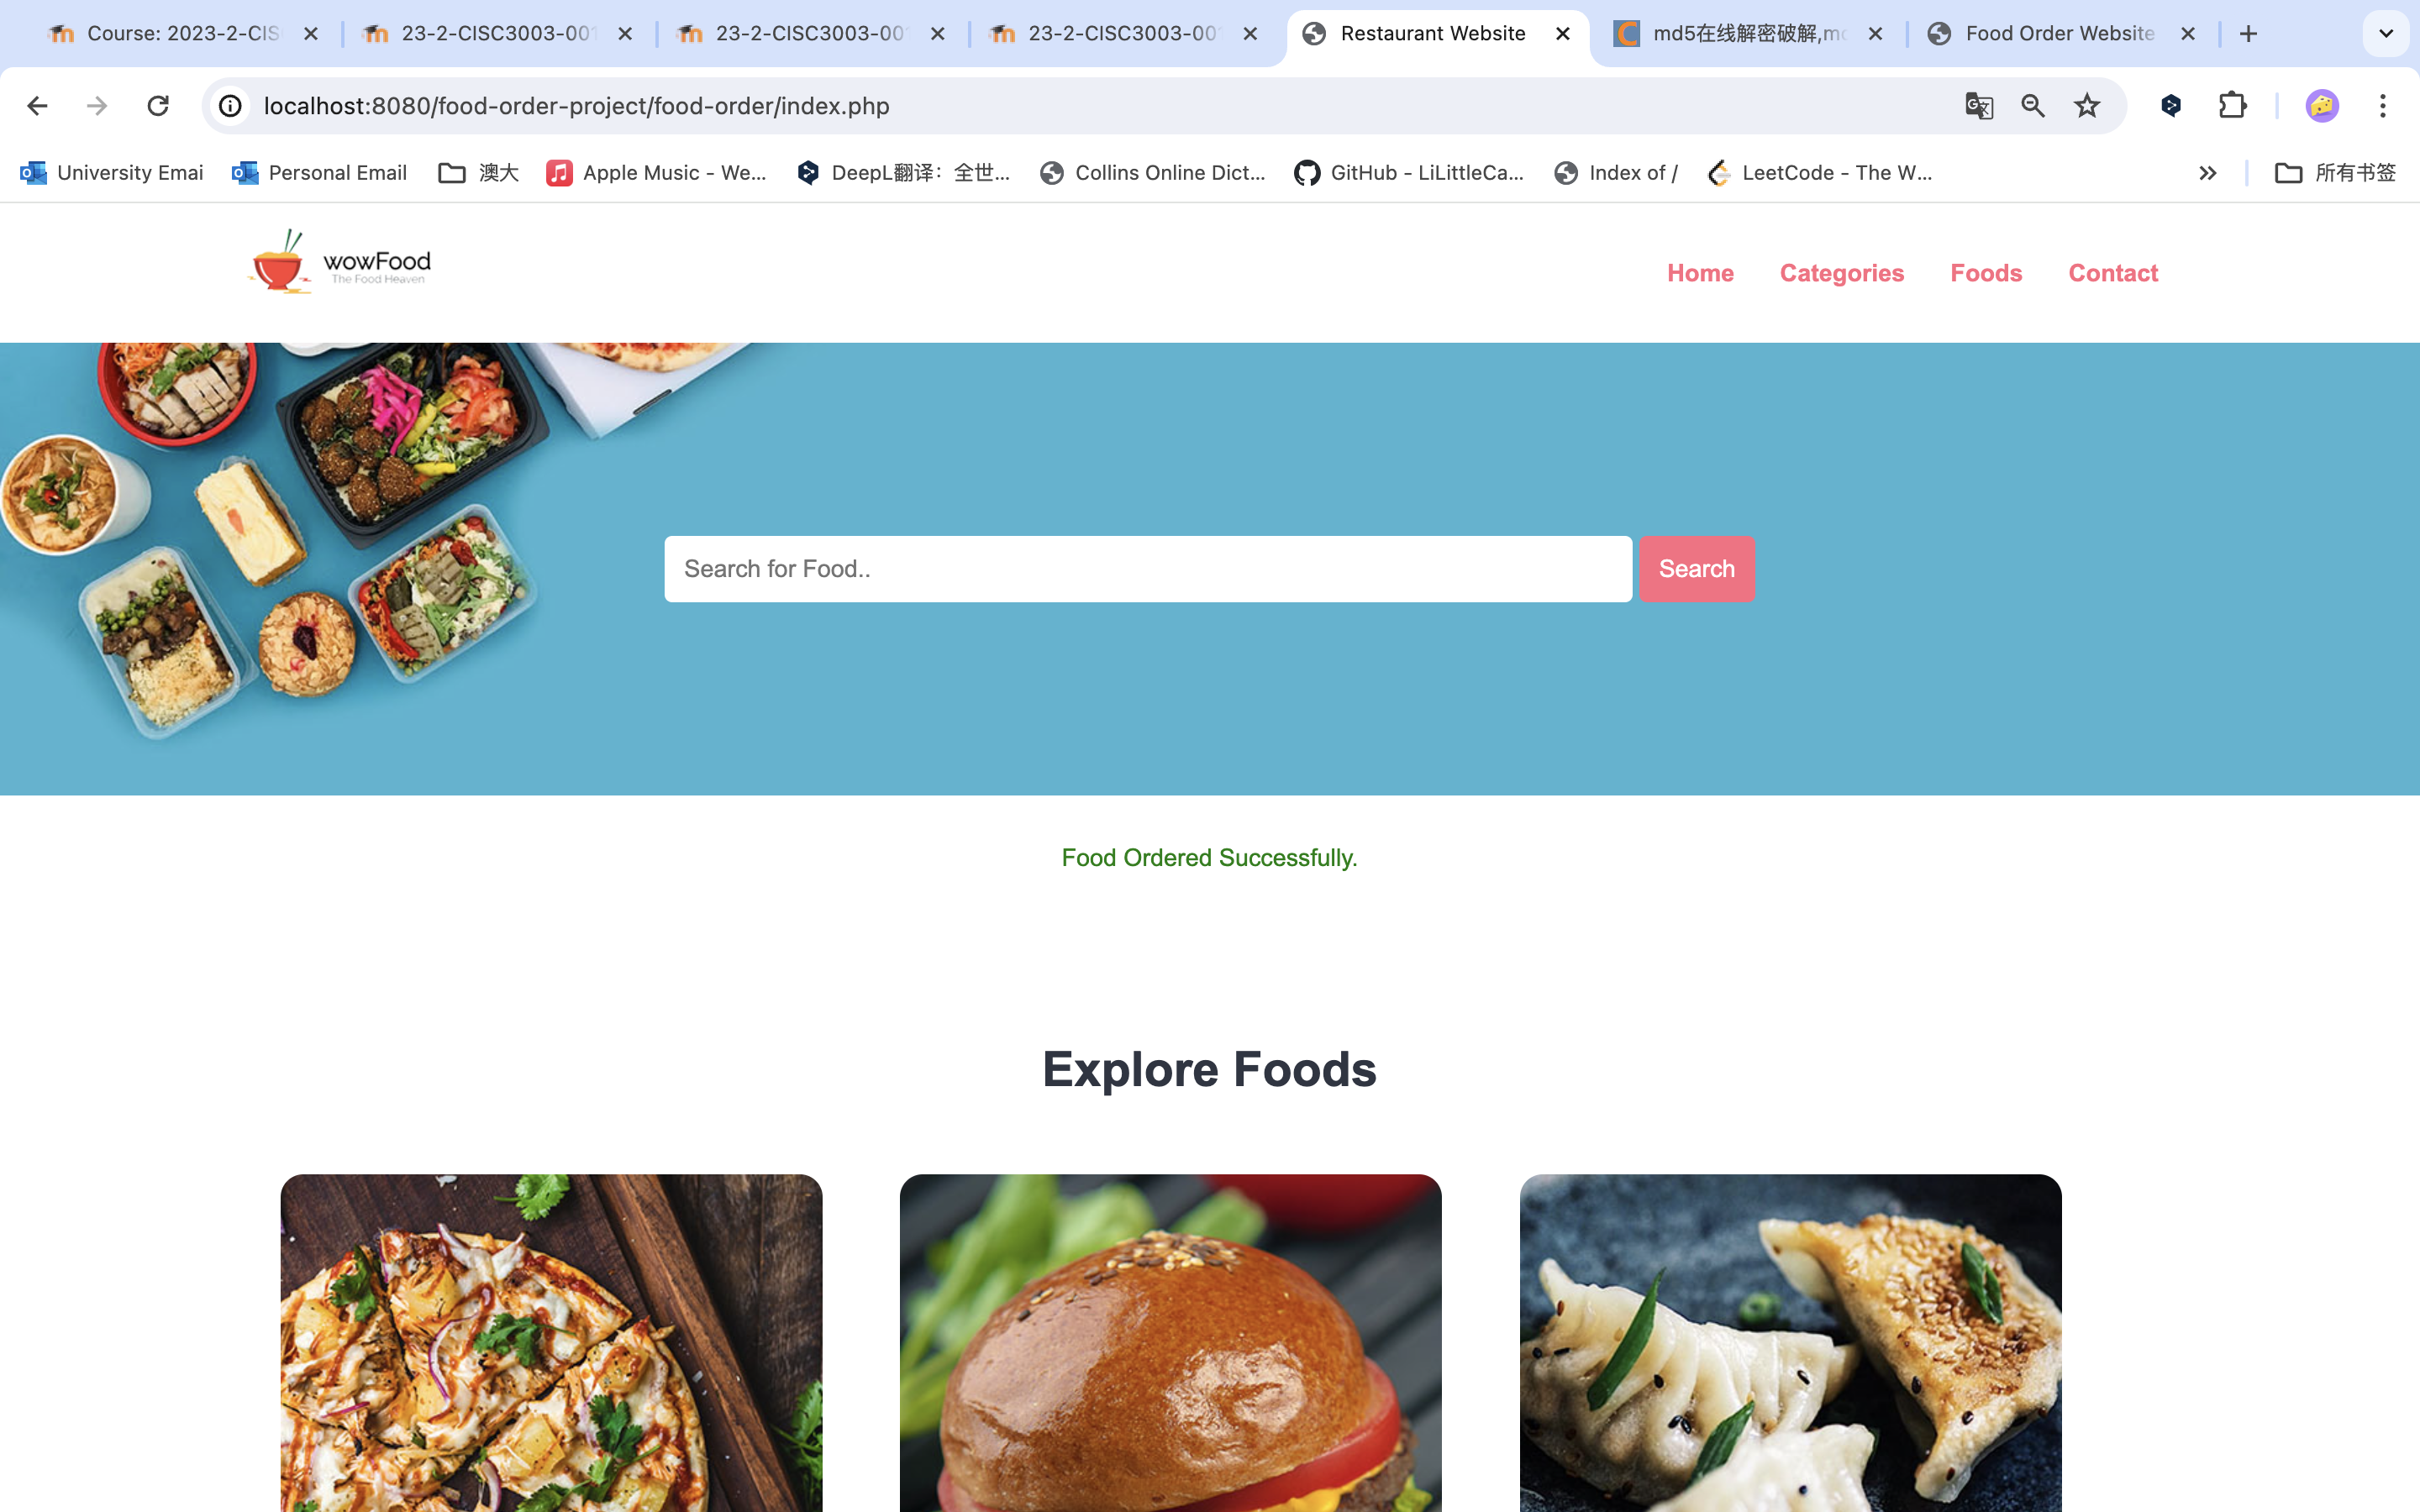 Course: 2023-2-CIS
23-2-CISC3003-001
23-2-CISC3003-00
23-2-CISC3003-00
Restaurant Website
md5在线解密破解,md
Food Order Website
localhost:8080/food-order-project/food-order/index.php
University Emai
Personal Email
澳大
Apple Music - We...
DeepL翻译：全世...
Collins Online Dict...
GitHub - LiLittleCa...
Index of /
LeetCode - The W...
所有书签
wowFood
The Food Heaven
Home
Categories
Foods
Contact
Search for Food..
Search
Food Ordered Successfully.
Explore Foods